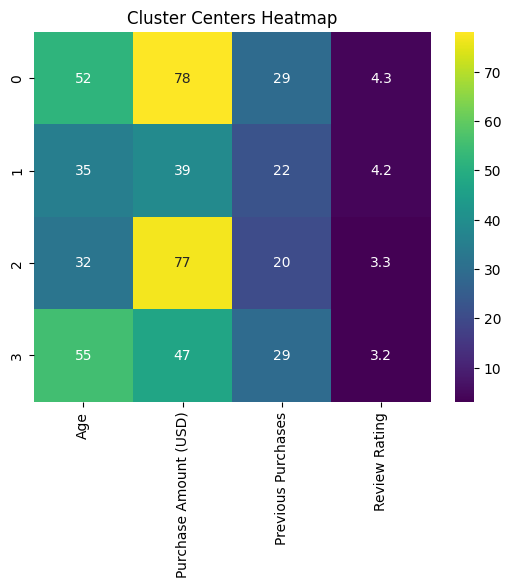 Cluster Centers Heatmap
0 52 78 29 4.3
1 35 39 22 4.2
2 32 77 20 3.3
3 55 47 29 3.2
Age
Purchase Amount (USD)
Previous Purchases
Review Rating
70
60
50
40
30
20
10